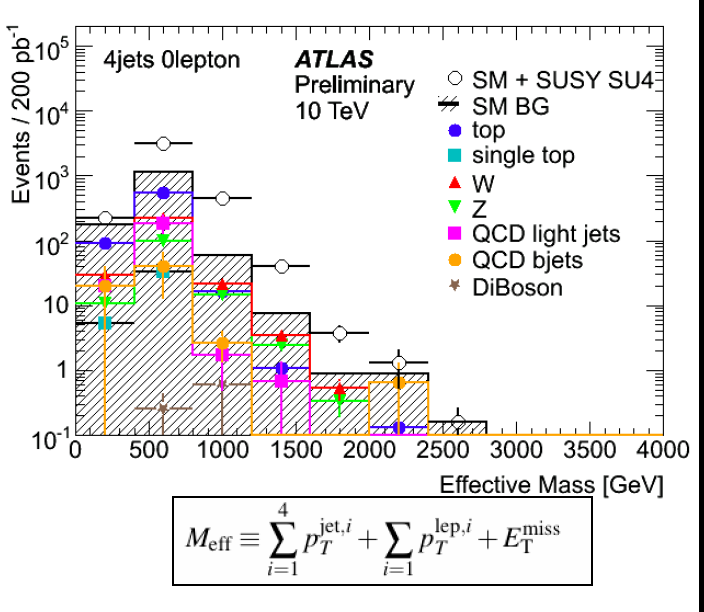 4jets 0lepton
ATLAS
Preliminary
10 TeV
SM + SUSY SU4
SM BG
top
single top
W
Z
QCD light jets
QCD bjets
DiBoson
Events / 200 pb⁻¹
10⁵
10⁴
10³
10²
10
1
10⁻¹
0 500 1000 1500 2000 2500 3000 3500 4000
Effective Mass [GeV]
M_eff ≡ ∑_{i=1}^{4} p_T^{jet,i} + ∑_{i=1} p_T^{lep,i} + E_T^{miss}